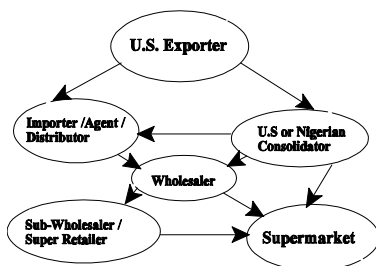 U.S. Exporter
Importer /Agent /
Distributor
U.S or Nigerian
Consolidator
Wholesaler
Sub-Wholesaler /
Super Retailer
Supermarket